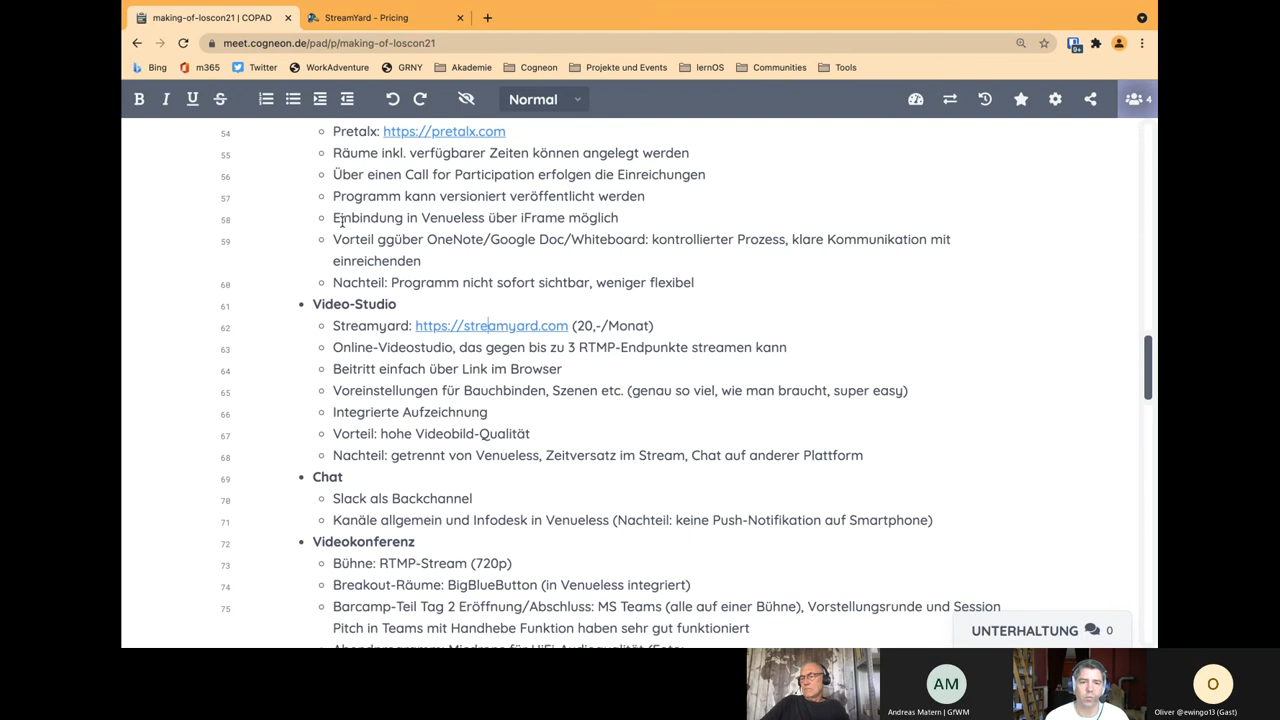 making-of-loscon21 | COPAD
StreamYard - Pricing
meet.cogneon.de/pad/p/making-of-loscon21
9+
Bing m365 Twitter WorkAdventure GRNY Akademie Cogneon Projekte und Events lernOS Communities Tools
B I U S Normal 4
54 Pretalx: https://pretalx.com
55 Räume inkl. verfügbarer Zeiten können angelegt werden
56 Über einen Call for Participation erfolgen die Einreichungen
57 Programm kann versioniert veröffentlicht werden
58 Einbindung in Venueless über iFrame möglich
59 Vorteil ggüber OneNote/Google Doc/Whiteboard: kontrollierter Prozess, klare Kommunikation mit
einreichenden
60 Nachteil: Programm nicht sofort sichtbar, weniger flexibel
61 Video-Studio
62 Streamyard: https://streamyard.com (20,-/Monat)
63 Online-Videostudio, das gegen bis zu 3 RTMP-Endpunkte streamen kann
64 Beitritt einfach über Link im Browser
65 Voreinstellungen für Bauchbinden, Szenen etc. (genau so viel, wie man braucht, super easy)
66 Integrierte Aufzeichnung
67 Vorteil: hohe Videobild-Qualität
68 Nachteil: getrennt von Venueless, Zeitversatz im Stream, Chat auf anderer Plattform
69 Chat
70 Slack als Backchannel
71 Kanäle allgemein und Infodesk in Venueless (Nachteil: keine Push-Notifikation auf Smartphone)
72 Videokonferenz
73 Bühne: RTMP-Stream (720p)
74 Breakout-Räume: BigBlueButton (in Venueless integriert)
75 Barcamp-Teil Tag 2 Eröffnung/Abschluss: MS Teams (alle auf einer Bühne), Vorstellungsrunde und Session
Pitch in Teams mit Handhebe Funktion haben sehr gut funktioniert
UNTERHALTUNG 0
AM
Andreas Matern | GfWM
O
Oliver @ewingo13 (Gast)